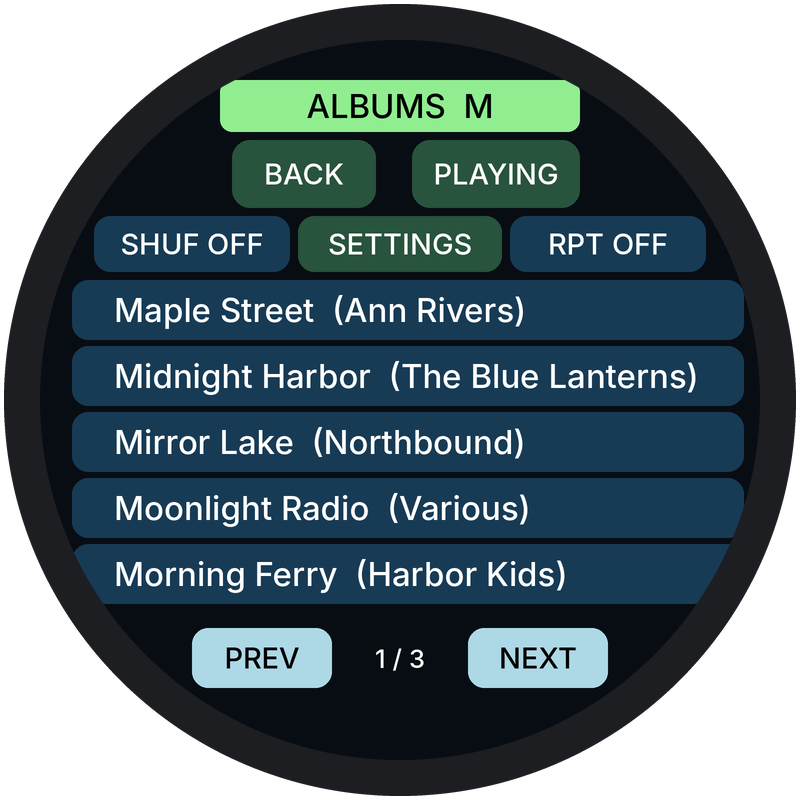 ALBUMS  M
BACK PLAYING
SHUF OFF SETTINGS RPT OFF
Maple Street  (Ann Rivers)
Midnight Harbor  (The Blue Lanterns)
Mirror Lake  (Northbound)
Moonlight Radio  (Various)
Morning Ferry  (Harbor Kids)
PREV 1 / 3 NEXT